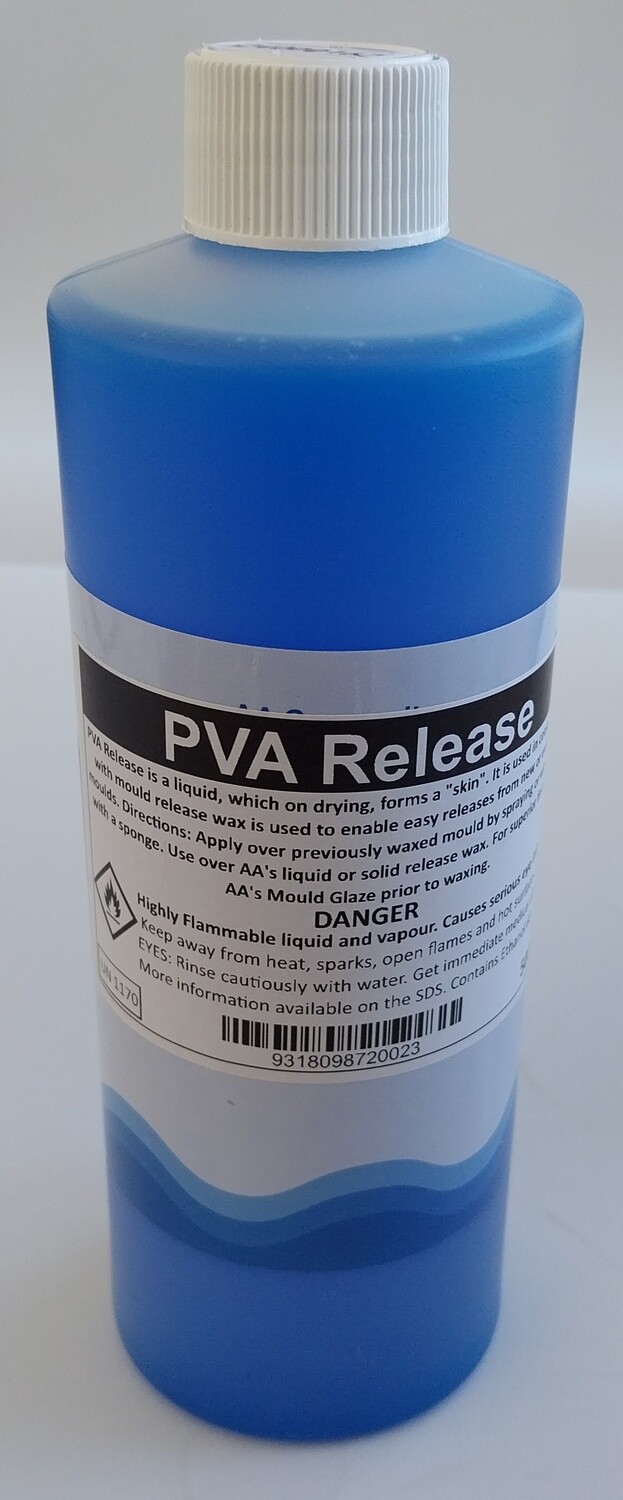 PVA Release
PVA Release is a liquid, which on drying, forms a "skin". It is used in
with mould release wax is used to enable easy releases from new
moulds. Directions: Apply over previously waxed mould by spraying
with a sponge. Use over AA's liquid or solid release wax. For superior
AA's Mould Glaze prior to waxing.
DANGER
Highly Flammable liquid and vapour. Causes serious eye
Keep away from heat, sparks, open flames and hot
EYES: Rinse cautiously with water. Get immediate
More information available on the SDS. Contains Ethanol
UN 1170
9318098720023